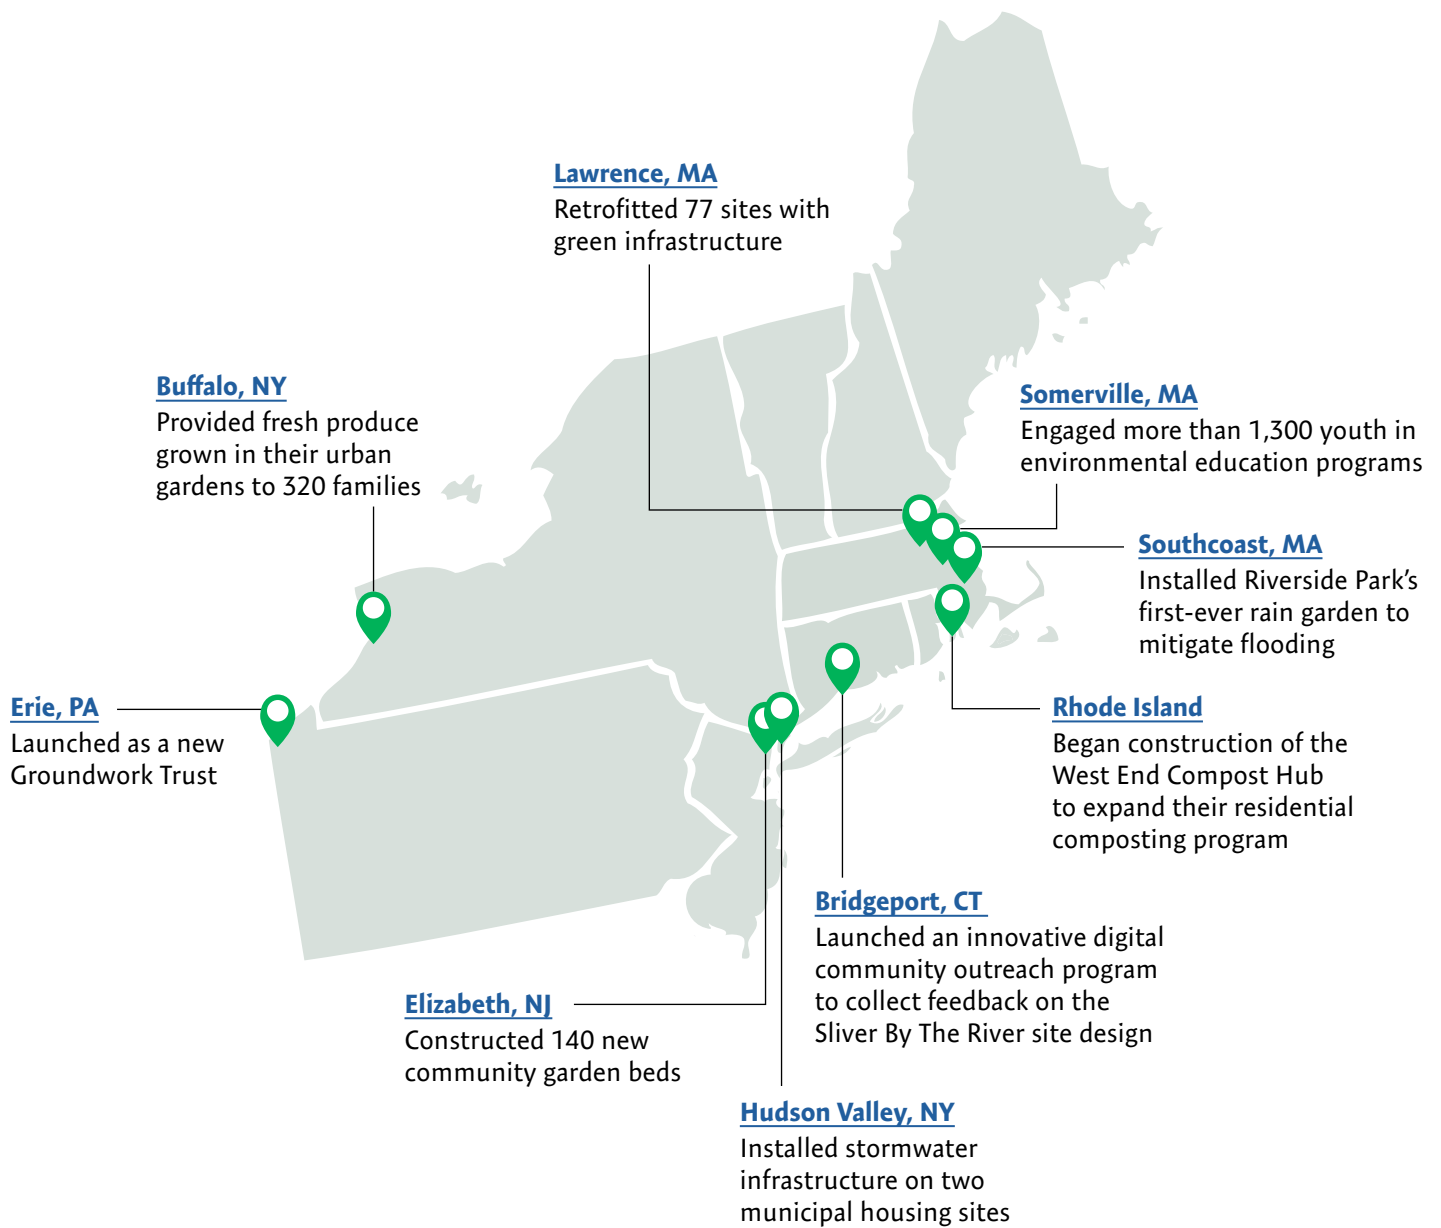 Lawrence, MA
Retrofitted 77 sites with
green infrastructure
Buffalo, NY
Provided fresh produce
grown in their urban
gardens to 320 families
Somerville, MA
Engaged more than 1,300 youth in
environmental education programs
Southcoast, MA
Installed Riverside Park’s
first-ever rain garden to
mitigate flooding
Erie, PA
Launched as a new
Groundwork Trust
Rhode Island
Began construction of the
West End Compost Hub
to expand their residential
composting program
Bridgeport, CT
Launched an innovative digital
community outreach program
to collect feedback on the
Sliver By The River site design
Elizabeth, NJ
Constructed 140 new
community garden beds
Hudson Valley, NY
Installed stormwater
infrastructure on two
municipal housing sites